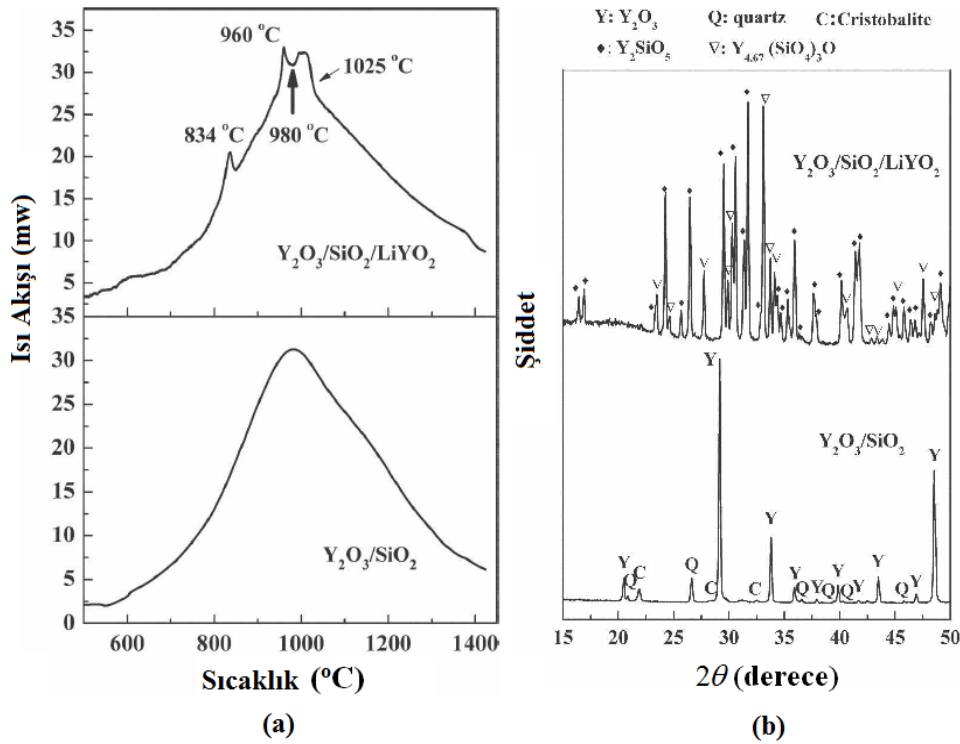 Y: Y₂O₃ Q: quartz C:Cristobalite
♦: Y₂SiO₅ ▽: Y₄.₆₇ (SiO₄)₃O
Isı Akışı (mw)
35
30
25
20
15
10
5
960 °C
1025 °C
834 °C
980 °C
Y₂O₃/SiO₂/LiYO₂
35
30
25
20
15
10
5
0
Y₂O₃/SiO₂
600 800 1000 1200 1400
Sıcaklık (°C)
(a)
Şiddet
Y₂O₃/SiO₂/LiYO₂
Y₂O₃/SiO₂
Y
Y
Y
Q
C
Q
C
C
Y
Y
Q
Y
Q
Y
Q
Y
Y
Q
Y
15 20 25 30 35 40 45 50
2θ (derece)
(b)